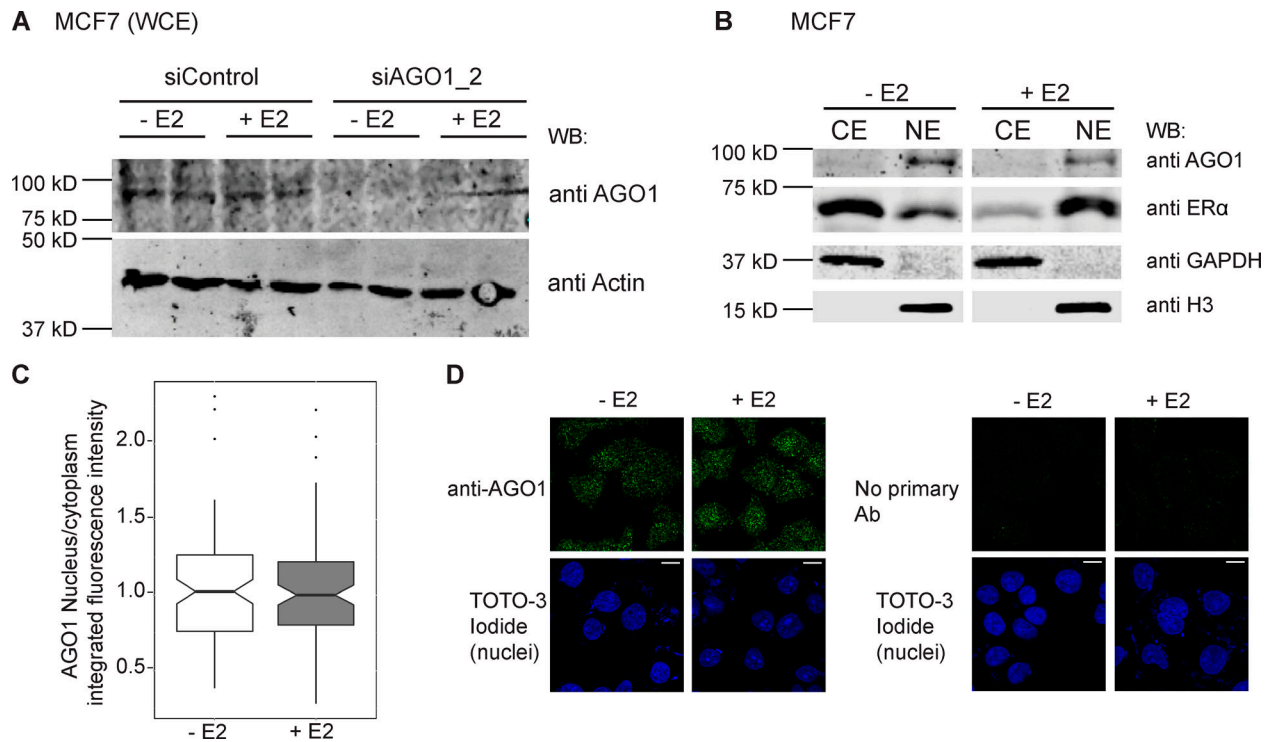 A MCF7 (WCE)
siControl siAGO1_2
- E2 + E2 - E2 + E2
WB:
100 kD
75 kD
anti AGO1
50 kD
37 kD
anti Actin
B MCF7
- E2 + E2
CE NE CE NE WB:
100 kD
anti AGO1
75 kD
anti ERα
37 kD
anti GAPDH
15 kD
anti H3
C
AGO1 Nucleus/cytoplasm
integrated fluorescence intensity
2.0
1.5
1.0
0.5
- E2 + E2
D
- E2 + E2
anti-AGO1
TOTO-3
Iodide
(nuclei)
- E2 + E2
No primary
Ab
TOTO-3
Iodide
(nuclei)